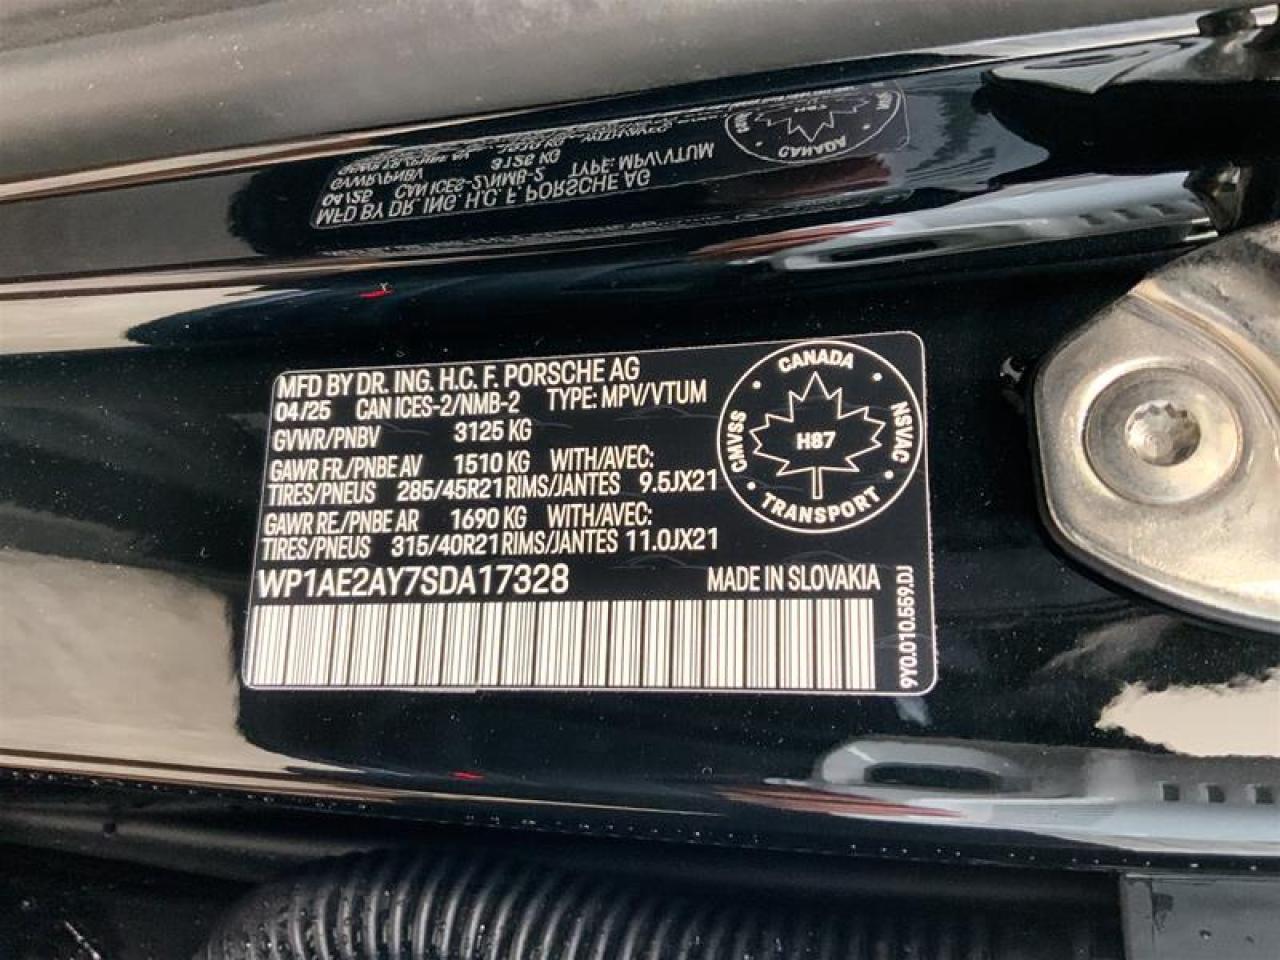 MFD BY DR. ING. H.C. F. PORSCHE AG
04/25 CAN ICES-2/NMB-2 TYPE: MPV/VTUM
GVWR/PNBV 3125 KG
GAWR FR./PNBE AV 1510 KG WITH/AVEC:
TIRES/PNEUS 285/45R21 RIMS/JANTES 9.5JX21
GAWR RE./PNBE AR 1690 KG WITH/AVEC:
TIRES/PNEUS 315/40R21 RIMS/JANTES 11.0JX21
WP1AE2AY7SDA17328 MADE IN SLOVAKIA
CANADA
CMVSS
NSVAC
H87
TRANSPORT
9Y0.010.559.DJ